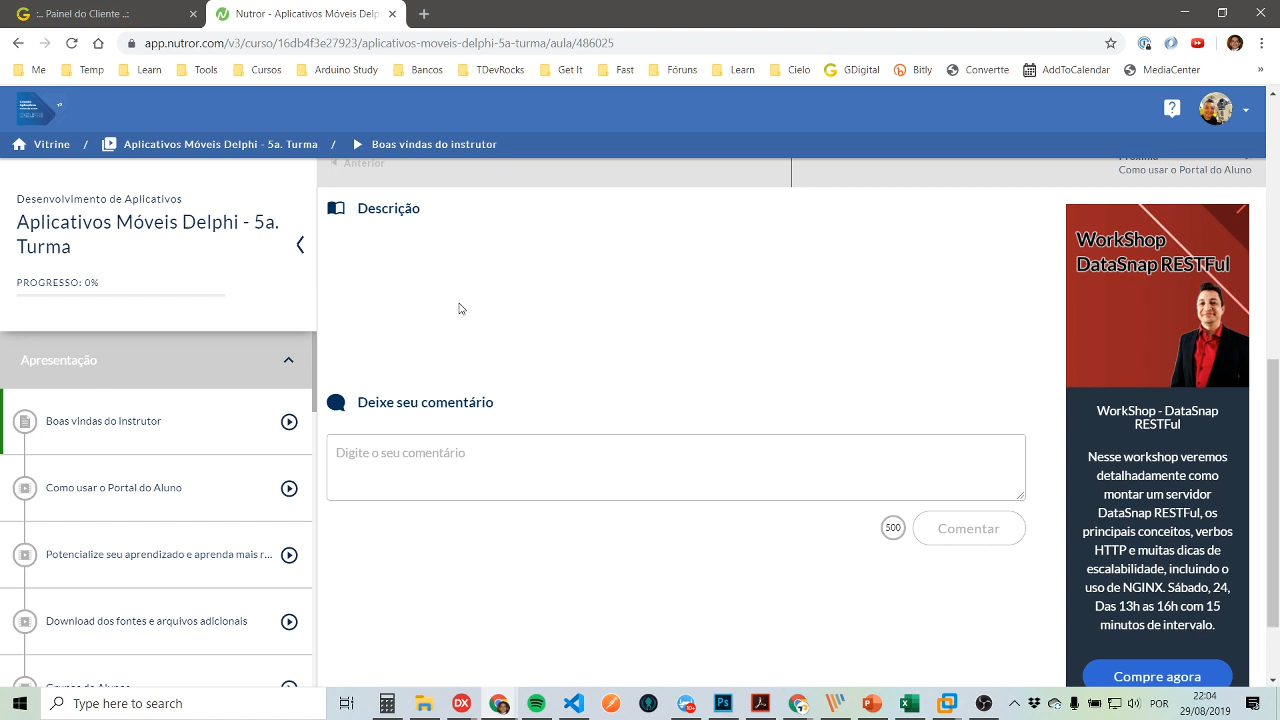 :.. Painel do Cliente ..:
Nutror - Aplicativos Móveis Delp
app.nutror.com/v3/curso/16db4f3e27923/aplicativos-moveis-delphi-5a-turma/aula/486025
Me Temp Learn Tools Cursos Arduino Study Bancos TDevRocks Get It Fast Fóruns Learn Cielo GDigital Bitly Convertte AddToCalendar MediaCenter »
Vitrine / Aplicativos Móveis Delphi - 5a. Turma / Boas vindas do instrutor
Anterior
Próxima
Como usar o Portal do Aluno
Desenvolvimento de Aplicativos
Aplicativos Móveis Delphi - 5a.
Turma
PROGRESSO: 0%
Apresentação
Boas vindas do instrutor
Como usar o Portal do Aluno
Potencialize seu aprendizado e aprenda mais r...
Download dos fontes e arquivos adicionais
Descrição
Deixe seu comentário
Digite o seu comentário
500
Comentar
WorkShop
DataSnap RESTFul
WorkShop - DataSnap
RESTFul
Nesse workshop veremos
detalhadamente como
montar um servidor
DataSnap RESTFul, os
principais conceitos, verbos
HTTP e muitas dicas de
escalabilidade, incluindo o
uso de NGINX. Sábado, 24,
Das 13h as 16h com 15
minutos de intervalo.
Compre agora
Type here to search
DX
10+
Ps
POR
22:04
29/08/2019